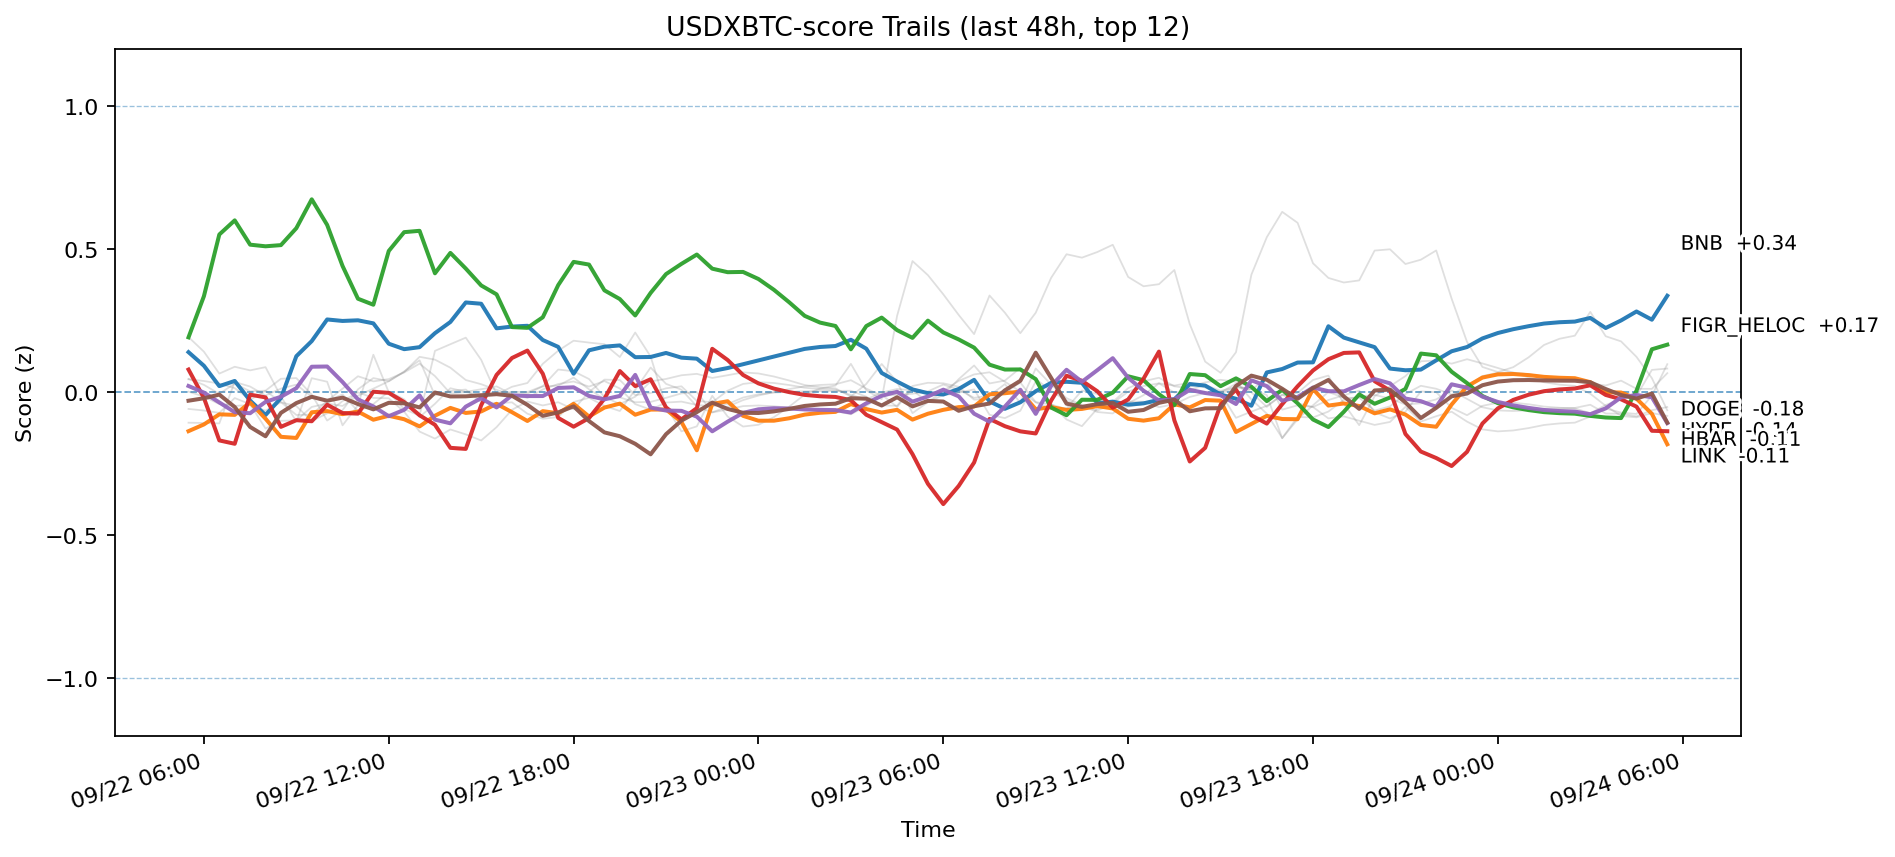 USDXBTC-score Trails (last 48h, top 12)
Score (z)
1.0
0.5
0.0
−0.5
−1.0
BNB +0.34
FIGR_HELOC +0.17
DOGE -0.18
HYPE -0.14
HBAR -0.11
LINK -0.11
09/22 06:00
09/22 12:00
09/22 18:00
09/23 00:00
09/23 06:00
09/23 12:00
09/23 18:00
09/24 00:00
09/24 06:00
Time